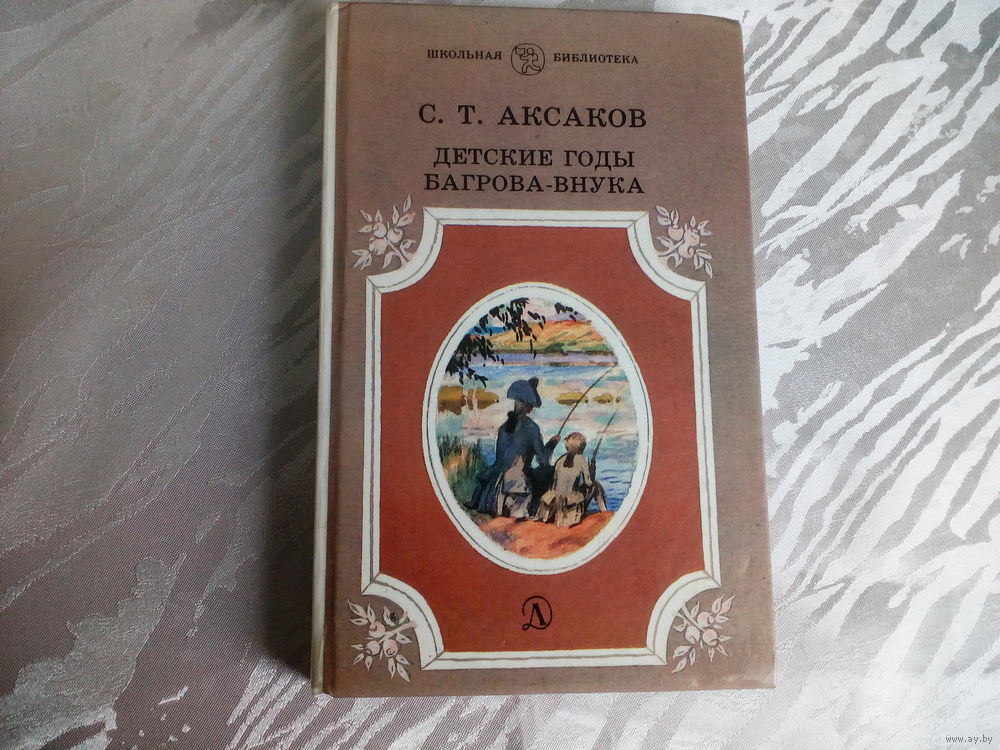 ШКОЛЬНАЯ БИБЛИОТЕКА
С. Т. АКСАКОВ
ДЕТСКИЕ ГОДЫ
БАГРОВА-ВНУКА
Д
www.ay.by